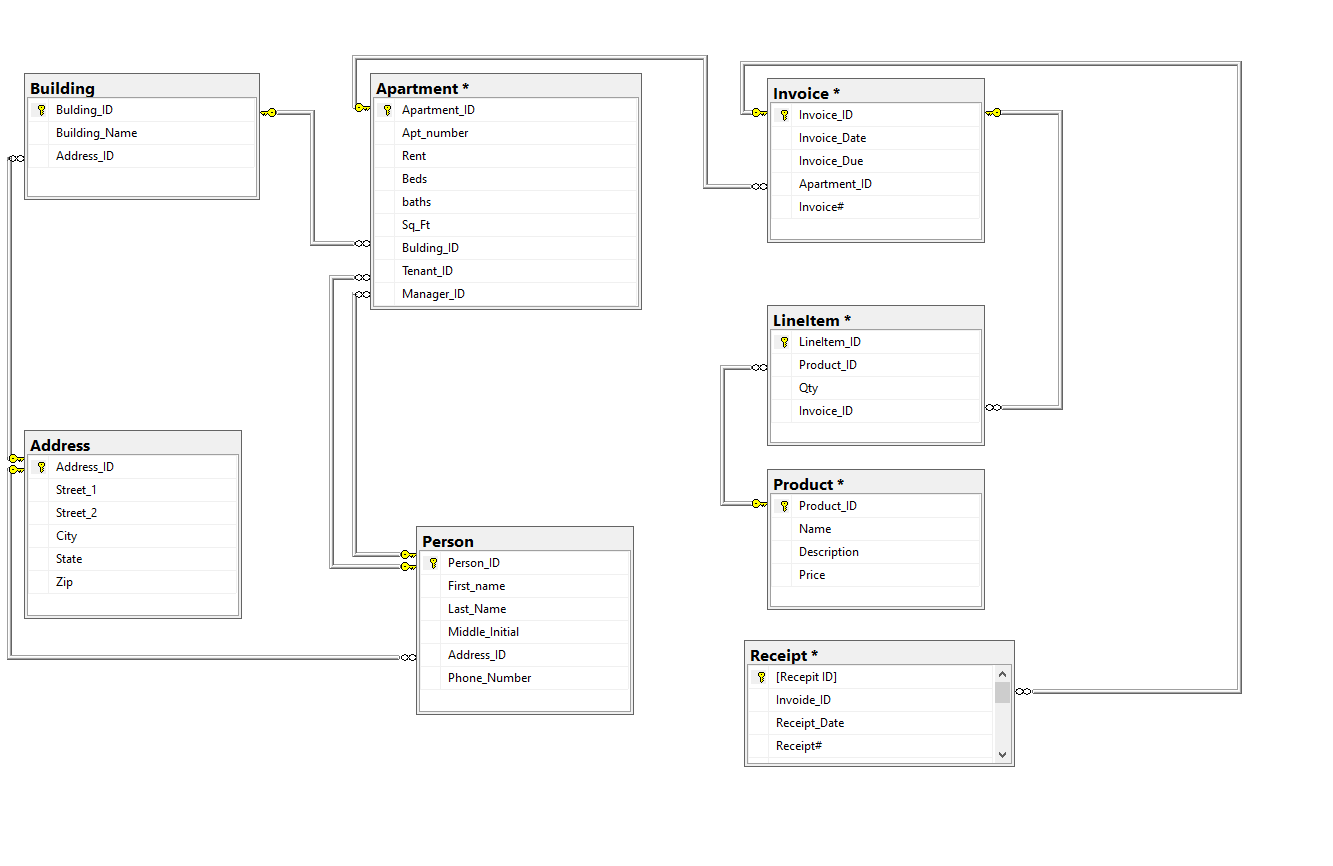 Building
Bulding_ID
Building_Name
Address_ID
Apartment *
Apartment_ID
Apt_number
Rent
Beds
baths
Sq_Ft
Bulding_ID
Tenant_ID
Manager_ID
Invoice *
Invoice_ID
Invoice_Date
Invoice_Due
Apartment_ID
Invoice#
LineItem *
LineItem_ID
Product_ID
Qty
Invoice_ID
Address
Address_ID
Street_1
Street_2
City
State
Zip
Person
Person_ID
First_name
Last_Name
Middle_Initial
Address_ID
Phone_Number
Product *
Product_ID
Name
Description
Price
Receipt *
[Recepit ID]
Invoide_ID
Receipt_Date
Receipt#